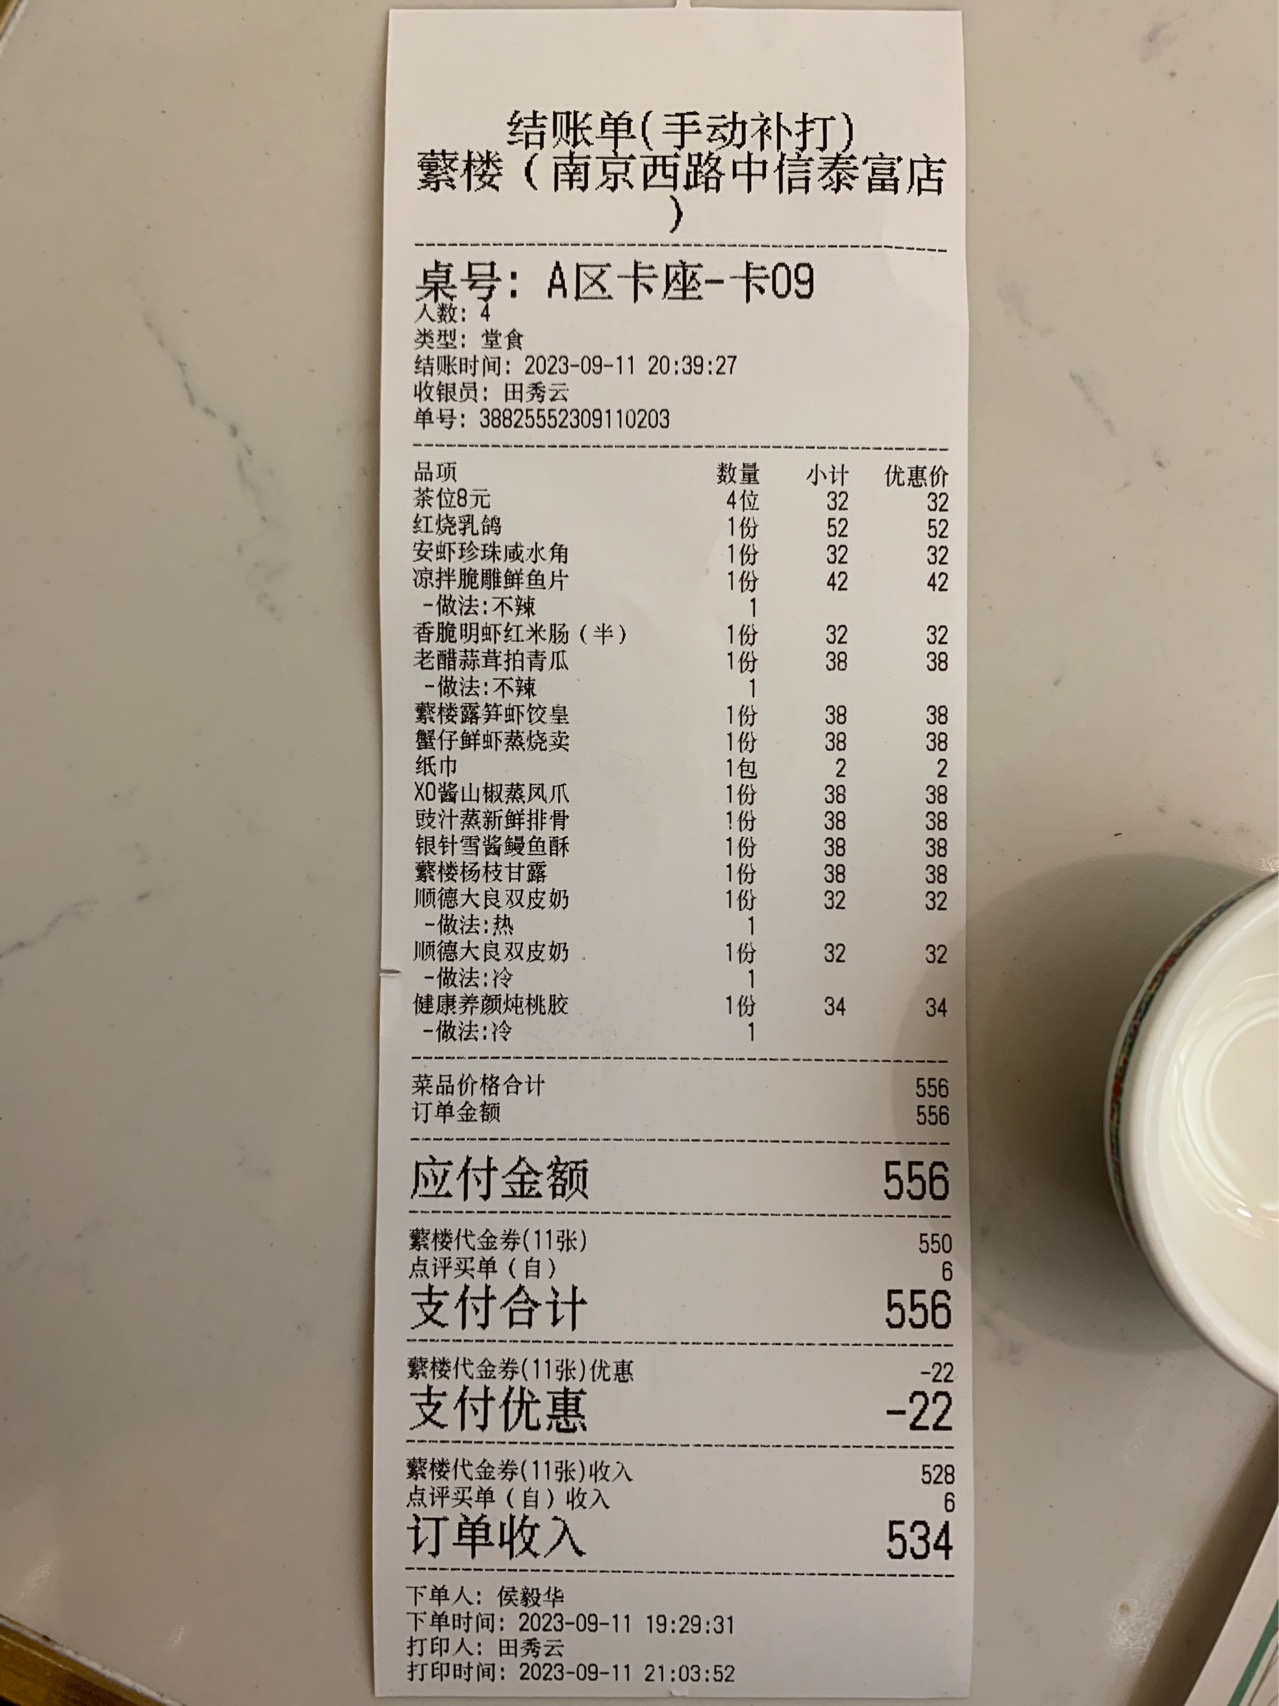 结账单(手动补打)
蘩楼（南京西路中信泰富店
）
桌号: A区卡座-卡09
人数: 4
类型: 堂食
结账时间: 2023-09-11 20:39:27
收银员: 田秀云
单号: 38825552309110203
品项 数量 小计 优惠价
茶位8元 4位 32 32
红烧乳鸽 1份 52 52
安虾珍珠咸水角 1份 32 32
凉拌脆雕鲜鱼片 1份 42 42
-做法:不辣 1
香脆明虾红米肠（半） 1份 32 32
老醋蒜茸拍青瓜 1份 38 38
-做法:不辣 1
蘩楼露笋虾饺皇 1份 38 38
蟹仔鲜虾蒸烧卖 1份 38 38
纸巾 1包 2 2
XO酱山椒蒸凤爪 1份 38 38
豉汁蒸新鲜排骨 1份 38 38
银针雪酱鳗鱼酥 1份 38 38
蘩楼杨枝甘露 1份 38 38
顺德大良双皮奶 1份 32 32
-做法:热 1
顺德大良双皮奶 1份 32 32
-做法:冷 1
健康养颜炖桃胶 1份 34 34
-做法:冷 1
菜品价格合计 556
订单金额 556
应付金额 556
蘩楼代金券(11张) 550
点评买单（自） 6
支付合计 556
蘩楼代金券(11张)优惠 -22
支付优惠 -22
蘩楼代金券(11张)收入 528
点评买单（自）收入 6
订单收入 534
下单人: 侯毅华
下单时间: 2023-09-11 19:29:31
打印人: 田秀云
打印时间: 2023-09-11 21:03:52